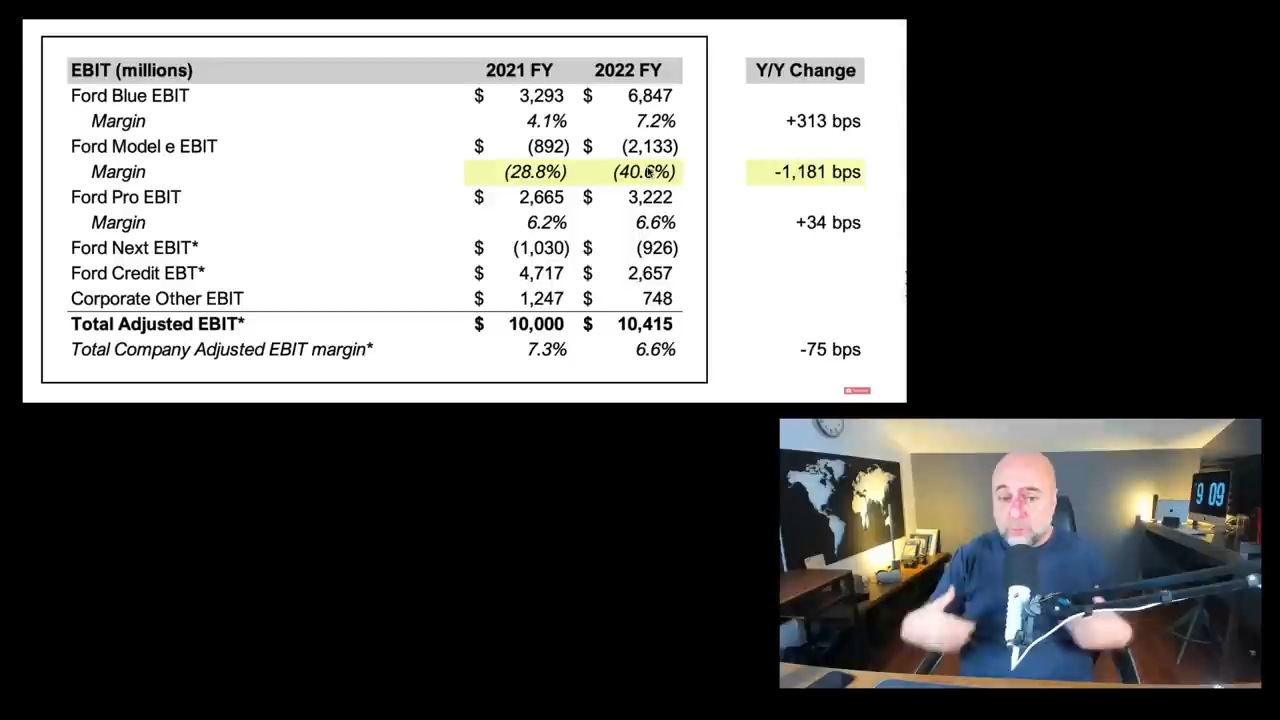 EBIT (millions) 2021 FY 2022 FY Y/Y Change
Ford Blue EBIT $ 3,293 $ 6,847
Margin 4.1% 7.2% +313 bps
Ford Model e EBIT $ (892) $ (2,133)
Margin (28.8%) (40.6%) -1,181 bps
Ford Pro EBIT $ 2,665 $ 3,222
Margin 6.2% 6.6% +34 bps
Ford Next EBIT* $ (1,030) $ (926)
Ford Credit EBT* $ 4,717 $ 2,657
Corporate Other EBIT $ 1,247 $ 748
Total Adjusted EBIT* $ 10,000 $ 10,415
Total Company Adjusted EBIT margin* 7.3% 6.6% -75 bps
9 09